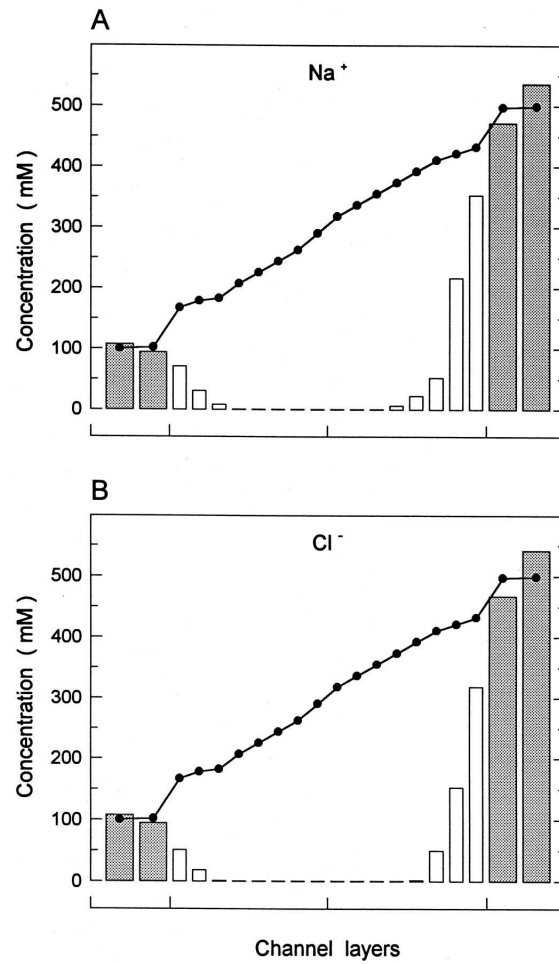 A
Na+
Concentration ( mM )
500
400
300
200
100
0
B
Cl-
Concentration ( mM )
500
400
300
200
100
0
Channel layers